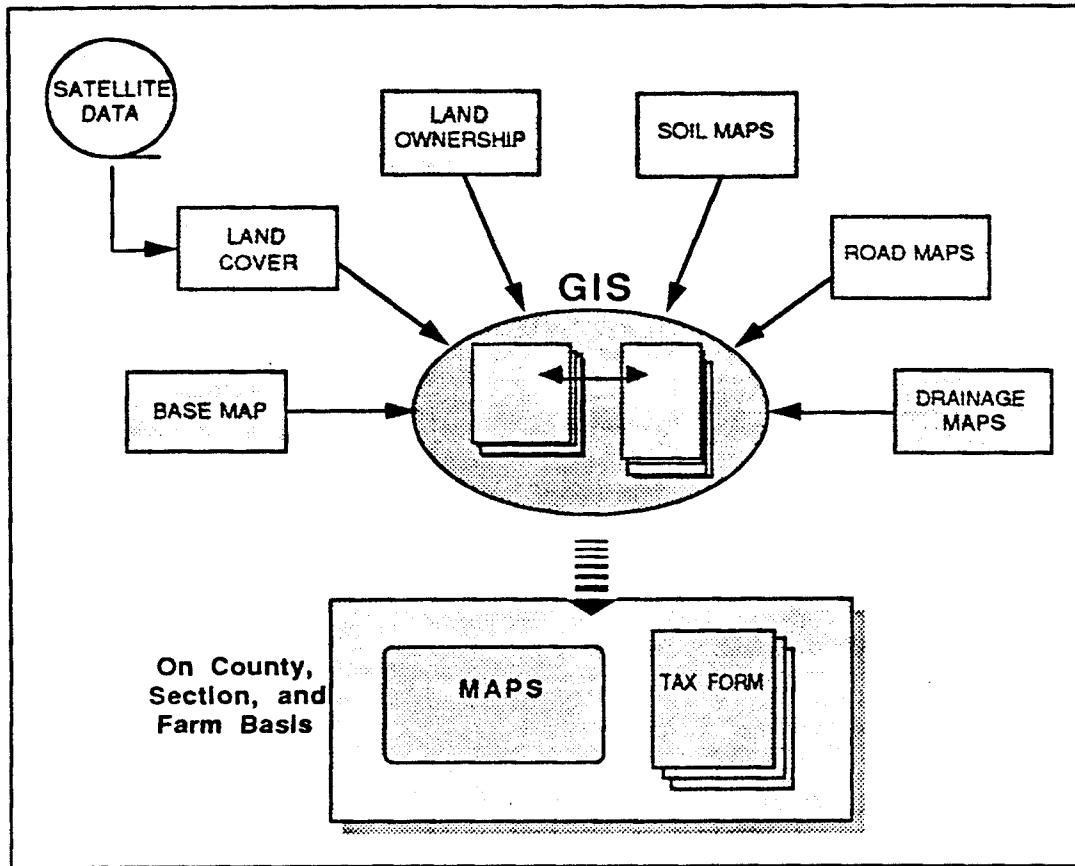 SATELLITE
DATA
LAND
OWNERSHIP
SOIL MAPS
LAND
COVER
ROAD MAPS
GIS
BASE MAP
DRAINAGE
MAPS
On County,
Section, and
Farm Basis
MAPS
TAX FORM